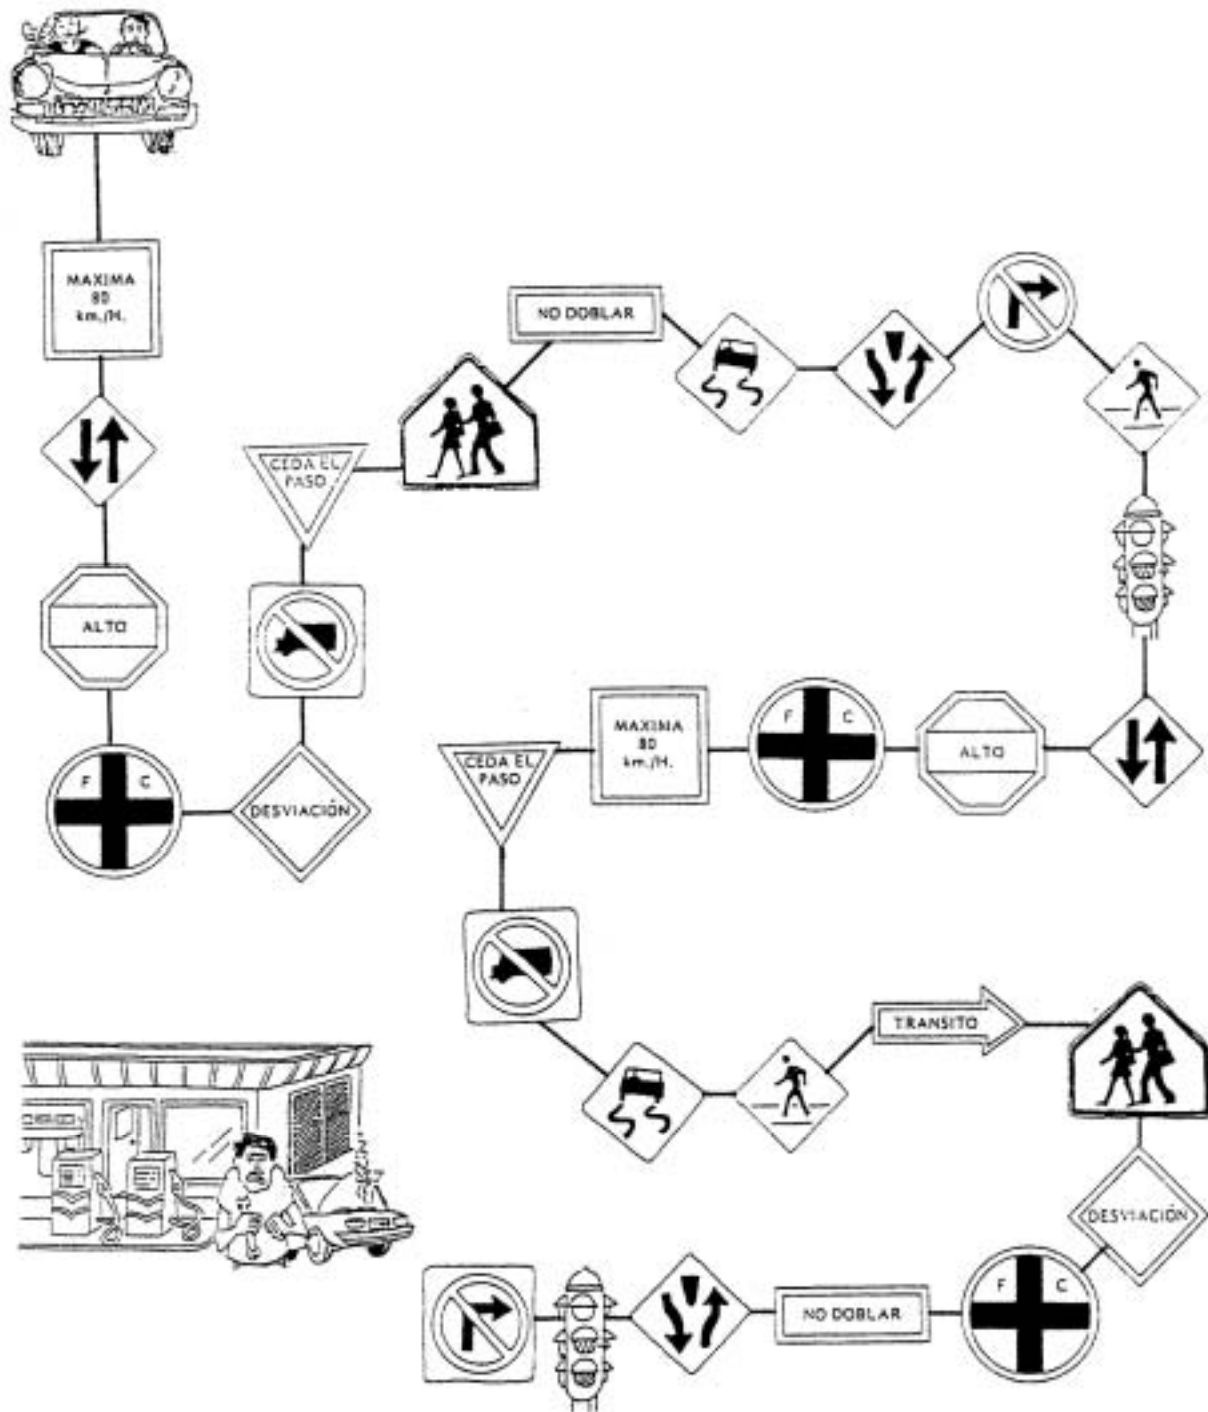 MAXIMA
80
km./H.
ALTO
F C
DESVIACIÓN
CEDA EL
PASO
NO DOBLAR
ALTO
F C
MAXIMA
80
km./H.
CEDA EL
PASO
TRANSITO
DESVIACIÓN
F C
NO DOBLAR